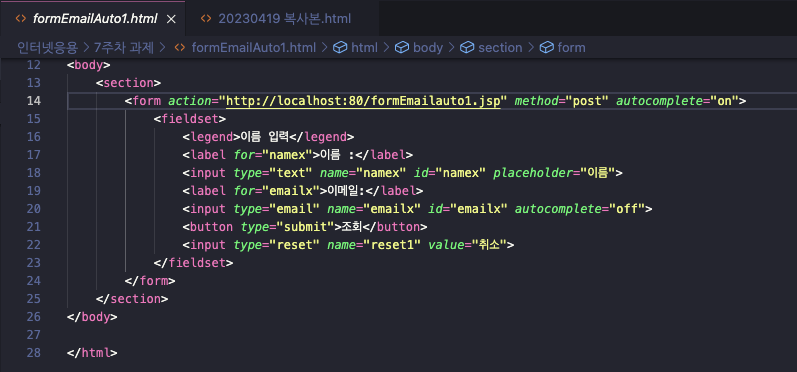 formEmailAuto1.html ×
20230419 복사본.html
인터넷응용 > 7주차 과제 > formEmailAuto1.html > html > body > section > form
12 <body>
13 <section>
14 <form action="http://localhost:80/formEmailauto1.jsp" method="post" autocomplete="on">
15 <fieldset>
16 <legend>이름 입력</legend>
17 <label for="namex">이름 :</label>
18 <input type="text" name="namex" id="namex" placeholder="이름">
19 <label for="emailx">이메일:</label>
20 <input type="email" name="emailx" id="emailx" autocomplete="off">
21 <button type="submit">조회</button>
22 <input type="reset" name="reset1" value="취소">
23 </fieldset>
24 </form>
25 </section>
26 </body>
27
28 </html>